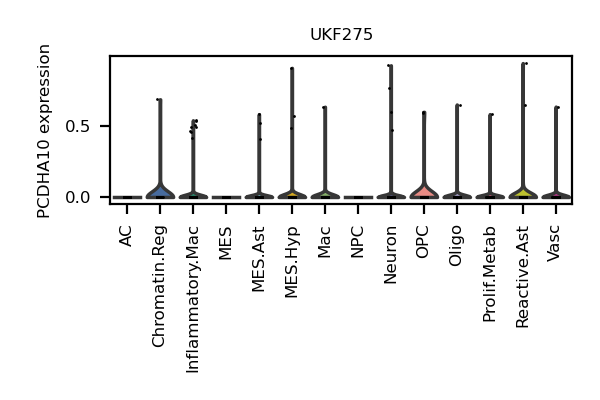 UKF275
PCDHA10 expression
0.5
0.0
AC
Chromatin.Reg
Inflammatory.Mac
MES
MES.Ast
MES.Hyp
Mac
NPC
Neuron
OPC
Oligo
Prolif.Metab
Reactive.Ast
Vasc